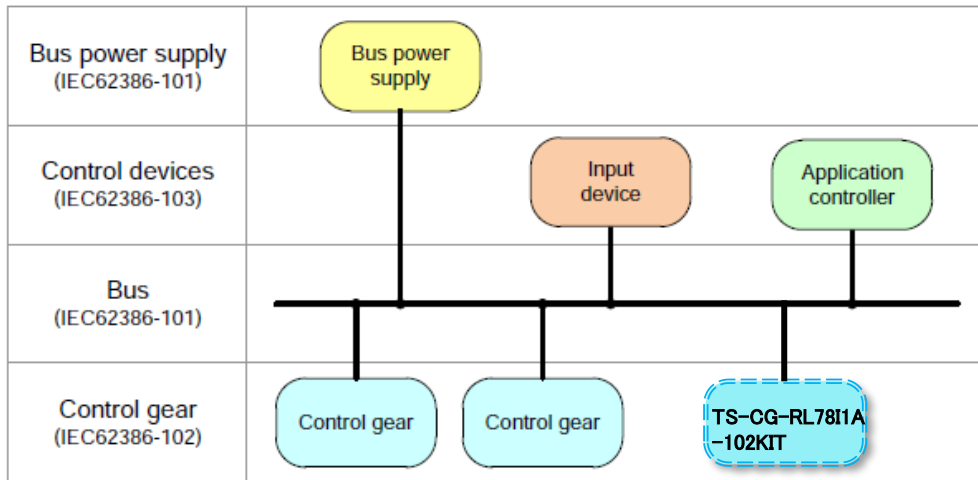 Bus power supply
(IEC62386-101)
Bus power
supply
Control devices
(IEC62386-103)
Input
device
Application
controller
Bus
(IEC62386-101)
Control gear
(IEC62386-102)
Control gear
Control gear
TS-CG-RL78I1A
-102KIT